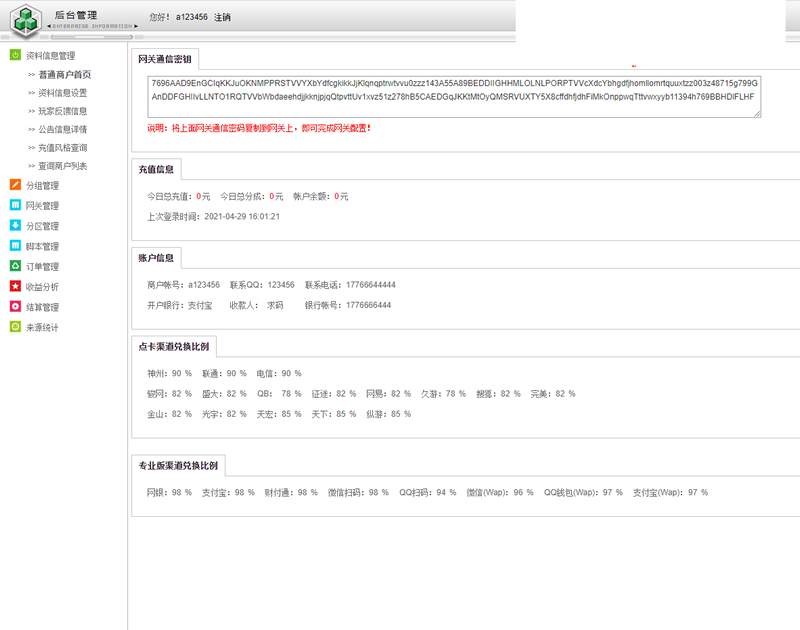 后台管理
ENTERPRISE INFORMATION
您好！ a123456 注销
资料信息管理
>> 普通商户首页
>> 资料信息设置
>> 玩家反馈信息
>> 公告信息详情
>> 充值风格查询
>> 查询商户列表
分组管理
网关管理
分区管理
脚本管理
订单管理
收益分析
结算管理
来源统计
网关通信密钥
7696AAD9EnGClqKKJuOKNMPPRSTVVYXbYdfcgkikkJjKlqnqptrwtvvu0zzz143A55A89BEDDIIGHHMLOLNLPORPTVVcXdcYbhgdfjhomllomrtquuxtzz003z48715g799G
AnDDFGHIIvLLNTO1RQTVVbWbdaeehdjjkknjpjqQtpvttUv1xvz51z278hB5CAEDGqJKKtMtOyQMSRVUXTY5X8cffdhfjdhFiMkOnppwqTttvwxyyb11394h769BBHDIFLHF
说明：将上面网关通信密码复制到网关上，即可完成网关配置！
充值信息
今日总充值：0元 今日总分成：0元 帐户余额：0元
上次登录时间：2021-04-29 16:01:21
账户信息
商户帐号：a123456 联系QQ：123456 联系电话：17766644444
开户银行：支付宝 收款人： 求码 银行帐号：1776666444
点卡渠道兑换比例
神州：90 % 联通：90 % 电信：90 %
骏网：82 % 盛大：82 % QB： 78 % 征途：82 % 网易：82 % 久游：78 % 搜狐：82 % 完美：82 %
金山：82 % 光宇：82 % 天宏：85 % 天下：85 % 纵游：85 %
专业版渠道兑换比例
网银：98 % 支付宝：98 % 财付通：98 % 微信扫码：98 % QQ扫码：94 % 微信(Wap)：96 % QQ钱包(Wap)：97 % 支付宝(Wap)：97 %